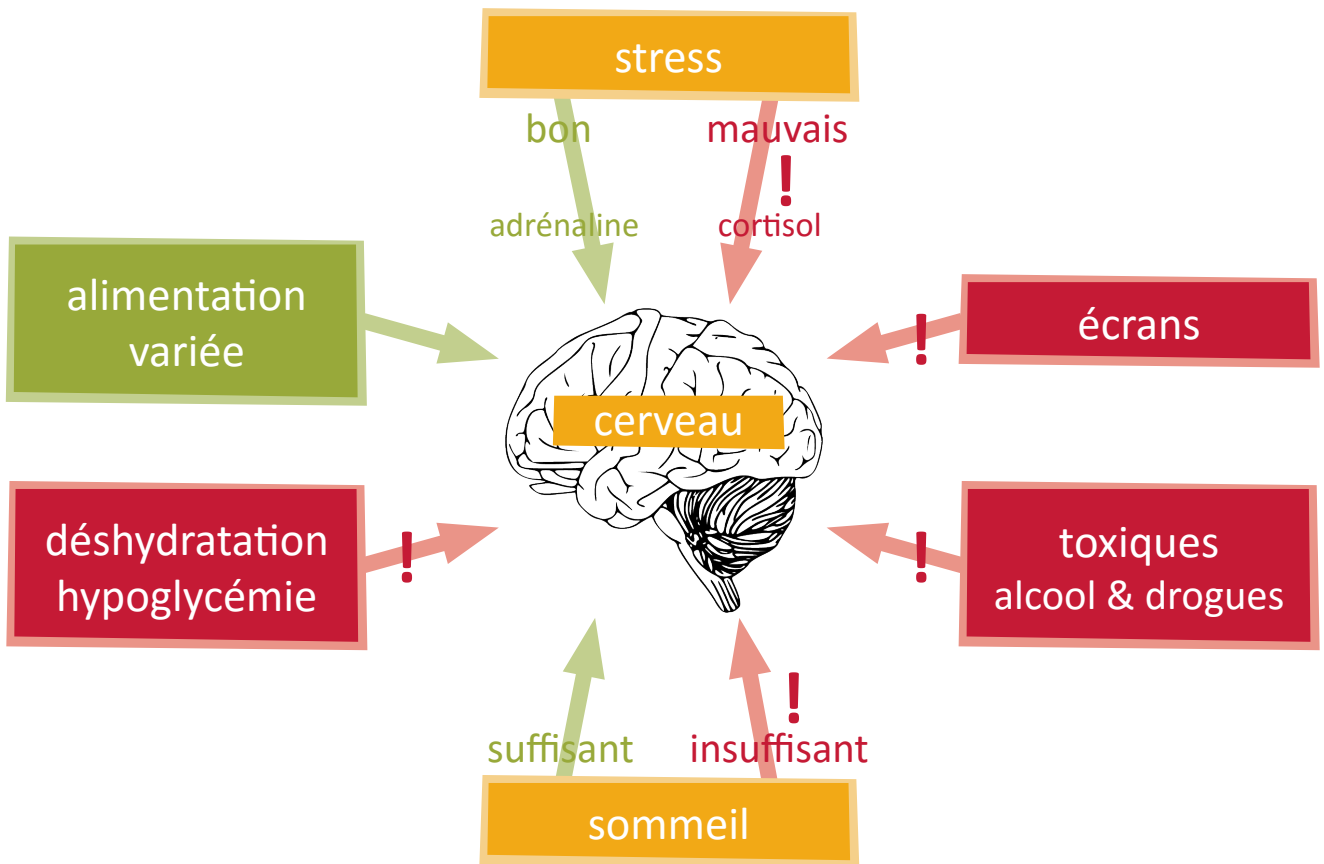 stress
bon
mauvais
!
adrénaline
cortisol
alimentation
variée
écrans
!
cerveau
déshydratation
hypoglycémie
!
toxiques
alcool & drogues
!
suffisant
insuffisant
!
sommeil